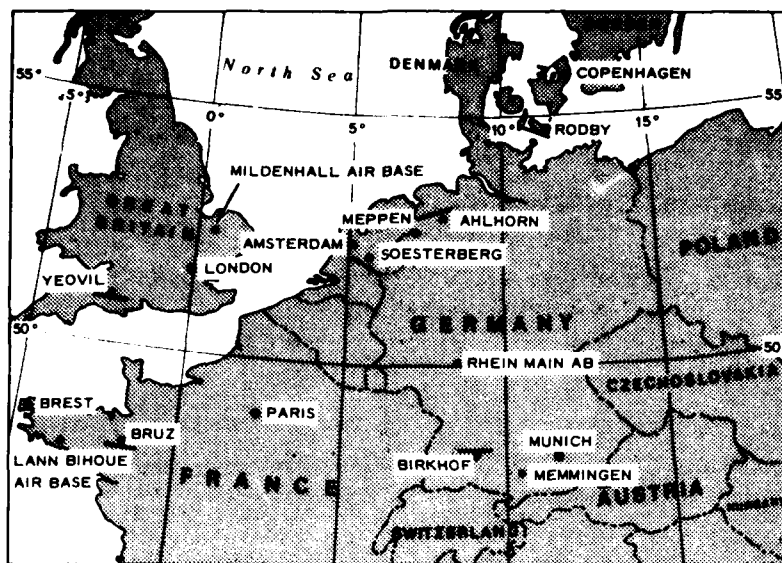 North Sea
DENMARK
COPENHAGEN
55°
55°
5°
0°
5°
10°
15°
RODBY
MILDENHALL AIR BASE
GREAT
BRITAIN
MEPPEN
AHLHORN
AMSTERDAM
SOESTERBERG
POLAND
LONDON
YEOVIL
GERMANY
50°
50
RHEIN MAIN AB
CZECHOSLOVAKIA
BREST
PARIS
BRUZ
MUNICH
LANN BIHOUE
AIR BASE
BIRKHOF
MEMMINGEN
FRANCE
AUSTRIA
SWITZERLAND